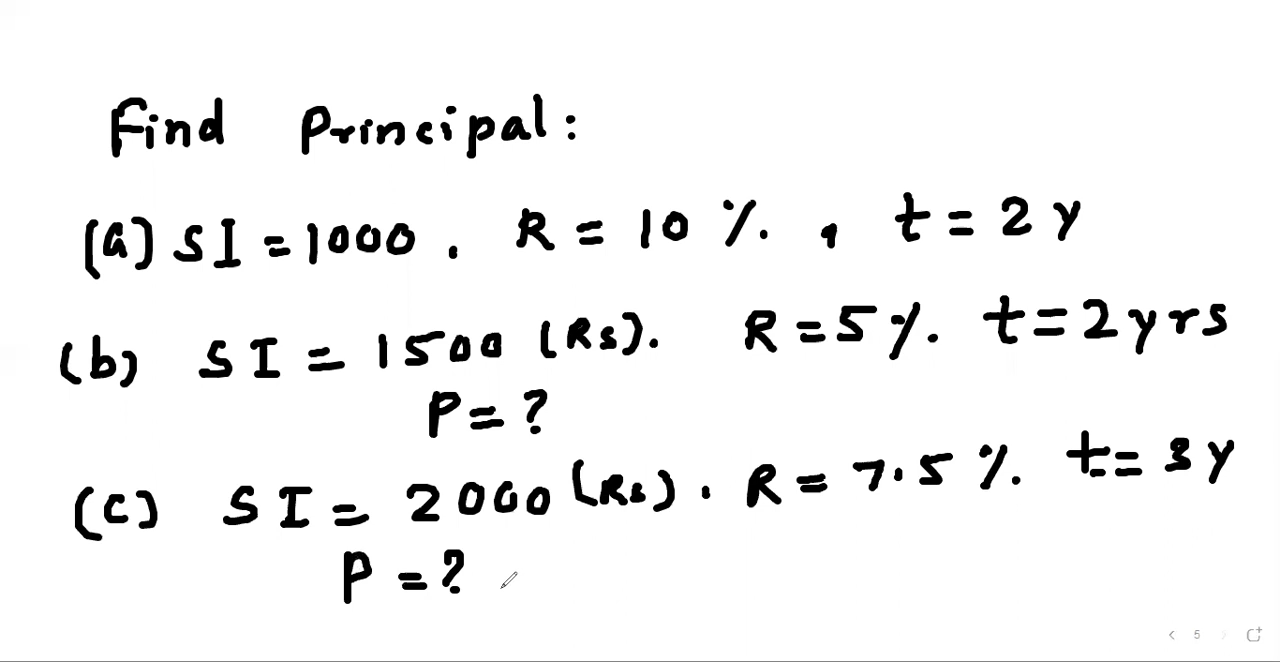 Find Principal:
(a) SI = 1000. R = 10 %. , t = 2 y
(b) SI = 1500 (Rs). R = 5 %. t = 2 yrs
P = ?
(c) SI = 2000 (Rs). R = 7.5 %. t = 3 y
P = ?
5